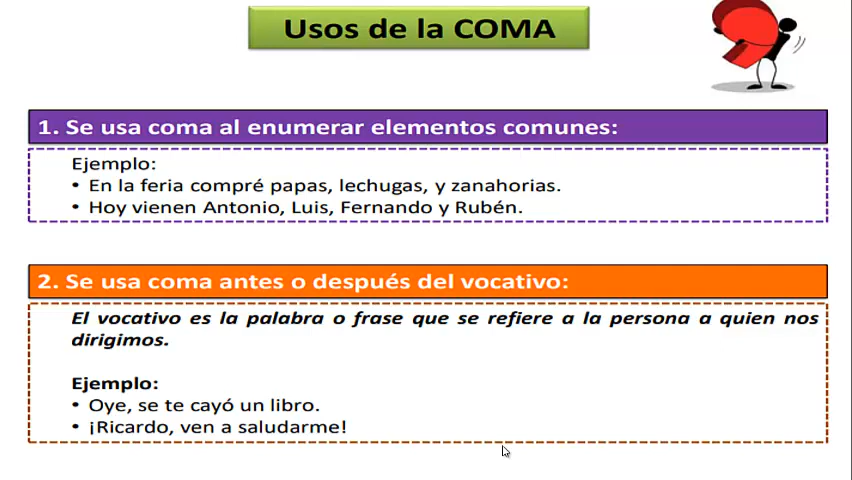 Usos de la COMA
1. Se usa coma al enumerar elementos comunes:
Ejemplo:
• En la feria compré papas, lechugas, y zanahorias.
• Hoy vienen Antonio, Luis, Fernando y Rubén.
2. Se usa coma antes o después del vocativo:
El vocativo es la palabra o frase que se refiere a la persona a quien nos
dirigimos.
Ejemplo:
• Oye, se te cayó un libro.
• ¡Ricardo, ven a saludarme!